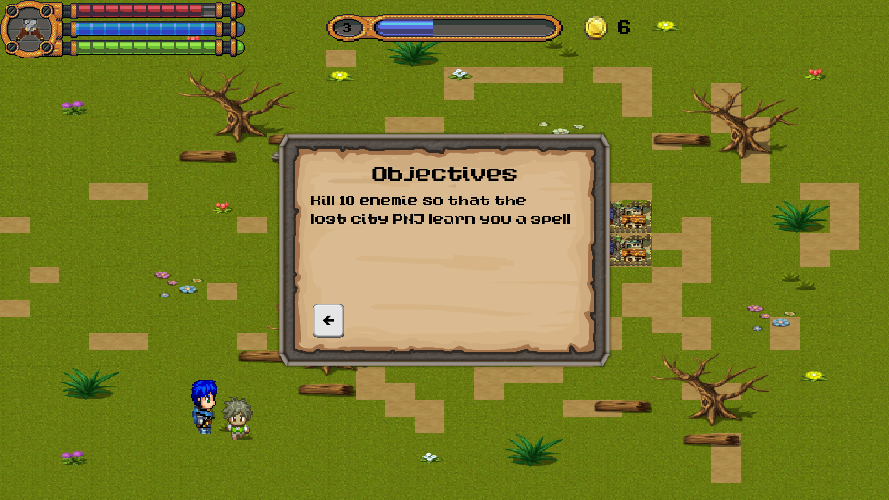 3
6
Objectives
Kill 10 enemie so that the
lost city PNJ learn you a spell